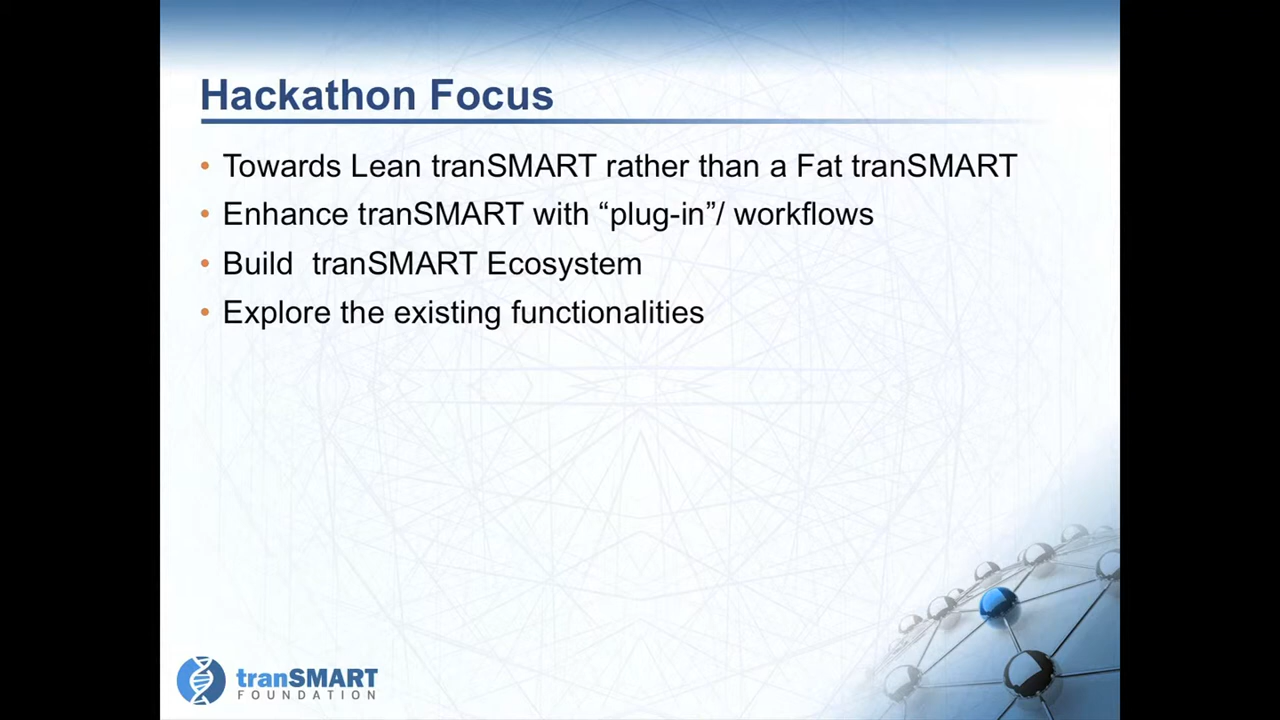 Hackathon Focus
• Towards Lean tranSMART rather than a Fat tranSMART
• Enhance tranSMART with “plug-in”/ workflows
• Build  tranSMART Ecosystem
• Explore the existing functionalities
tranSMART
FOUNDATION